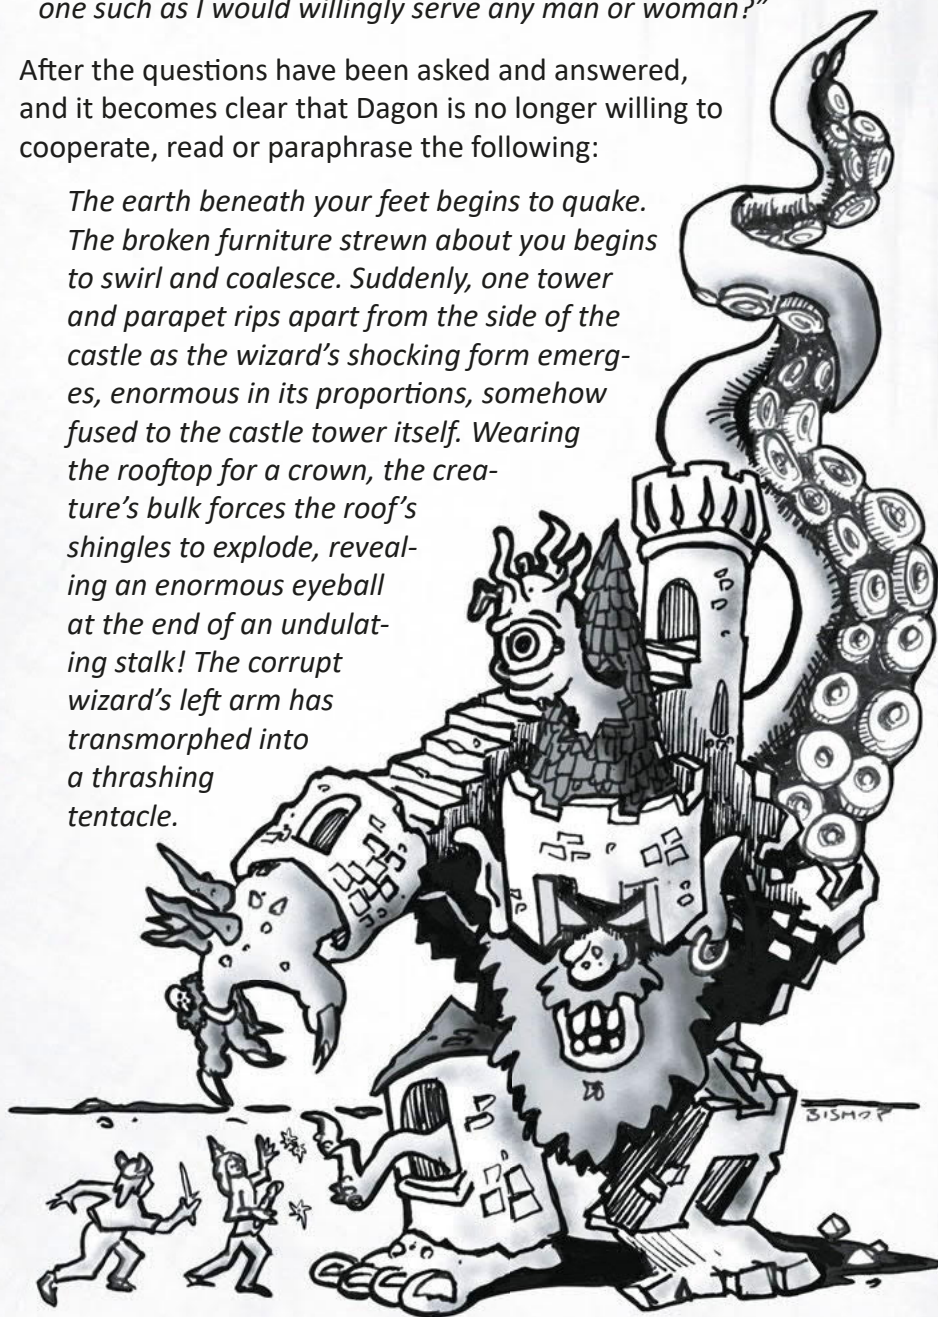 one such as I would willingly serve any man or woman?”
After the questions have been asked and answered,
and it becomes clear that Dagon is no longer willing to
cooperate, read or paraphrase the following:
The earth beneath your feet begins to quake.
The broken furniture strewn about you begins
to swirl and coalesce. Suddenly, one tower
and parapet rips apart from the side of the
castle as the wizard’s shocking form emerg-
es, enormous in its proportions, somehow
fused to the castle tower itself. Wearing
the rooftop for a crown, the crea-
ture’s bulk forces the roof’s
shingles to explode, reveal-
ing an enormous eyeball
at the end of an undulat-
ing stalk! The corrupt
wizard’s left arm has
transmorphed into
a thrashing
tentacle.
BISHOP